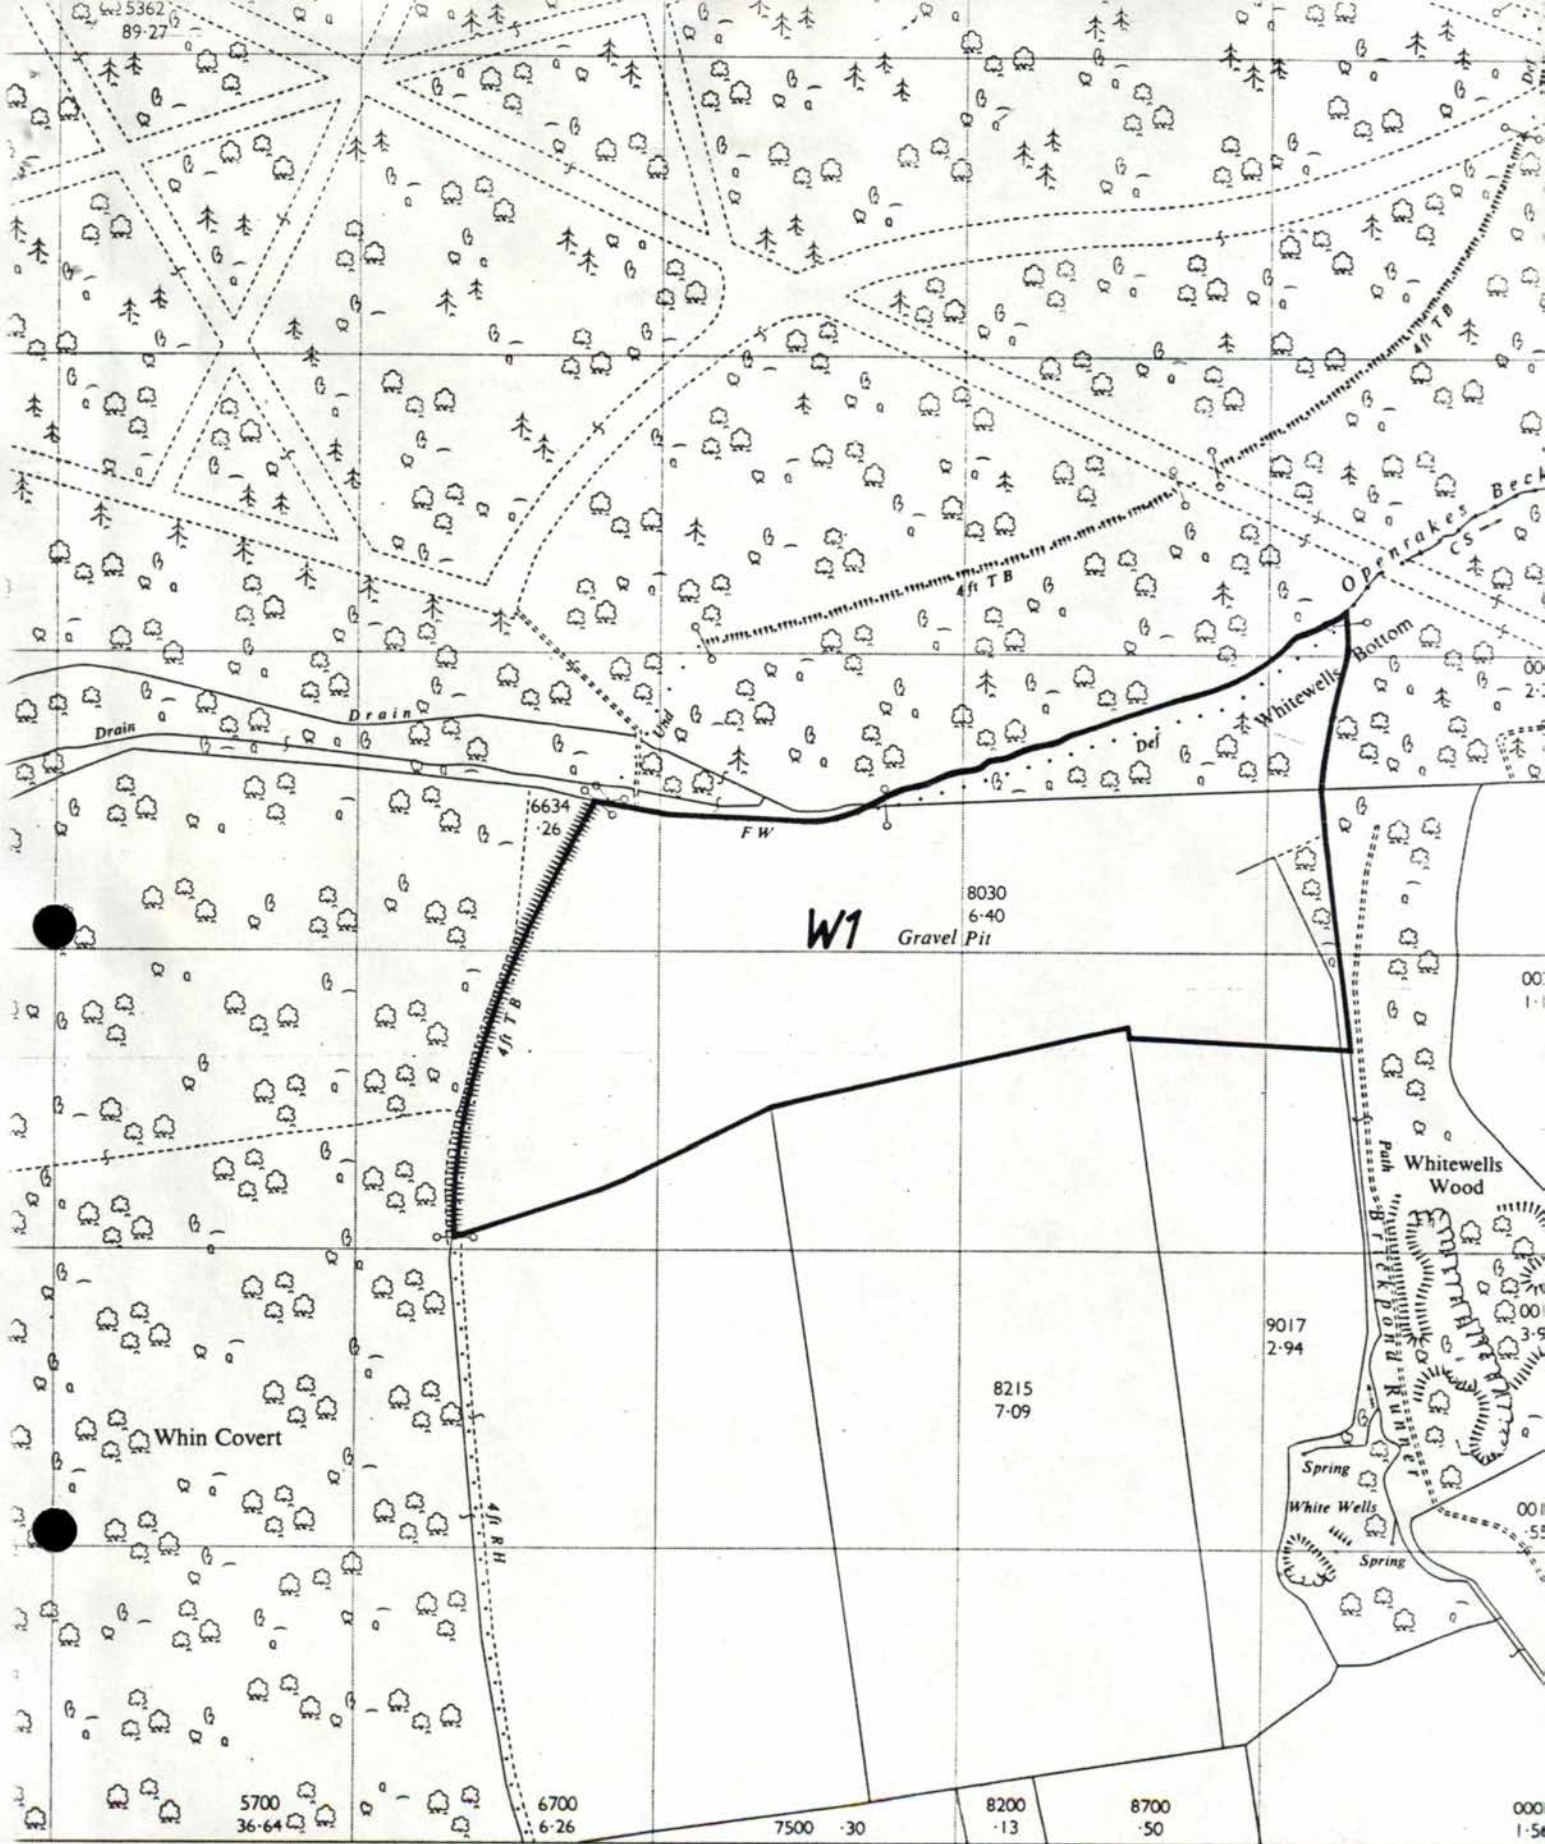 5362
89·27
Def
4ft TB
Openrakes Beck
CS
4ft TB
Whitewells Bottom
Def
Drain
Drain
Und
6634
·26
FW
8030
6·40
W1
Gravel Pit
4ft TB
Path
Whitewells
Wood
Brickpond Runner
9017
2·94
8215
7·09
Whin Covert
Spring
White Wells
Spring
4ft RH
5700
36·64
6700
6·26
7500 ·30
8200
·13
8700
·50